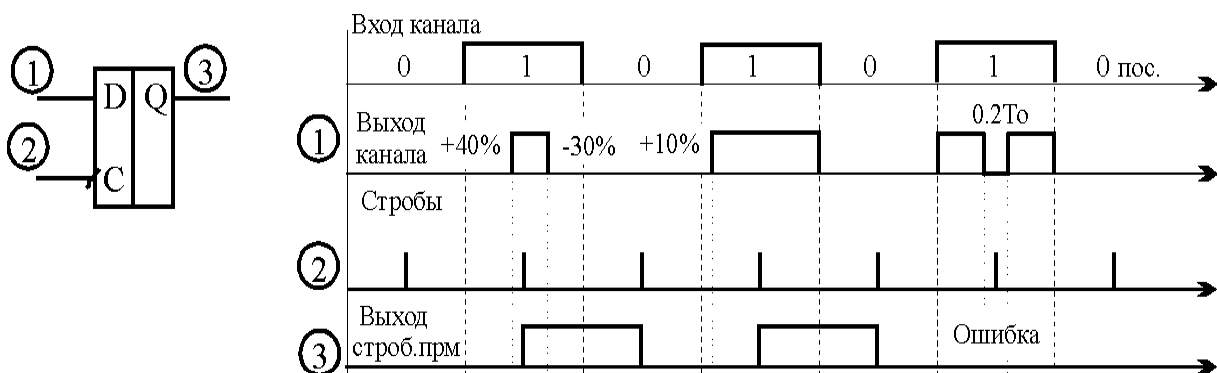 Вход канала
0 1 0 1 0 1 0 пос.
1 D Q 3
2 C
1 Выход канала +40% -30% +10% 0.2То
Стробы
2
3 Выход строб.прм Ошибка